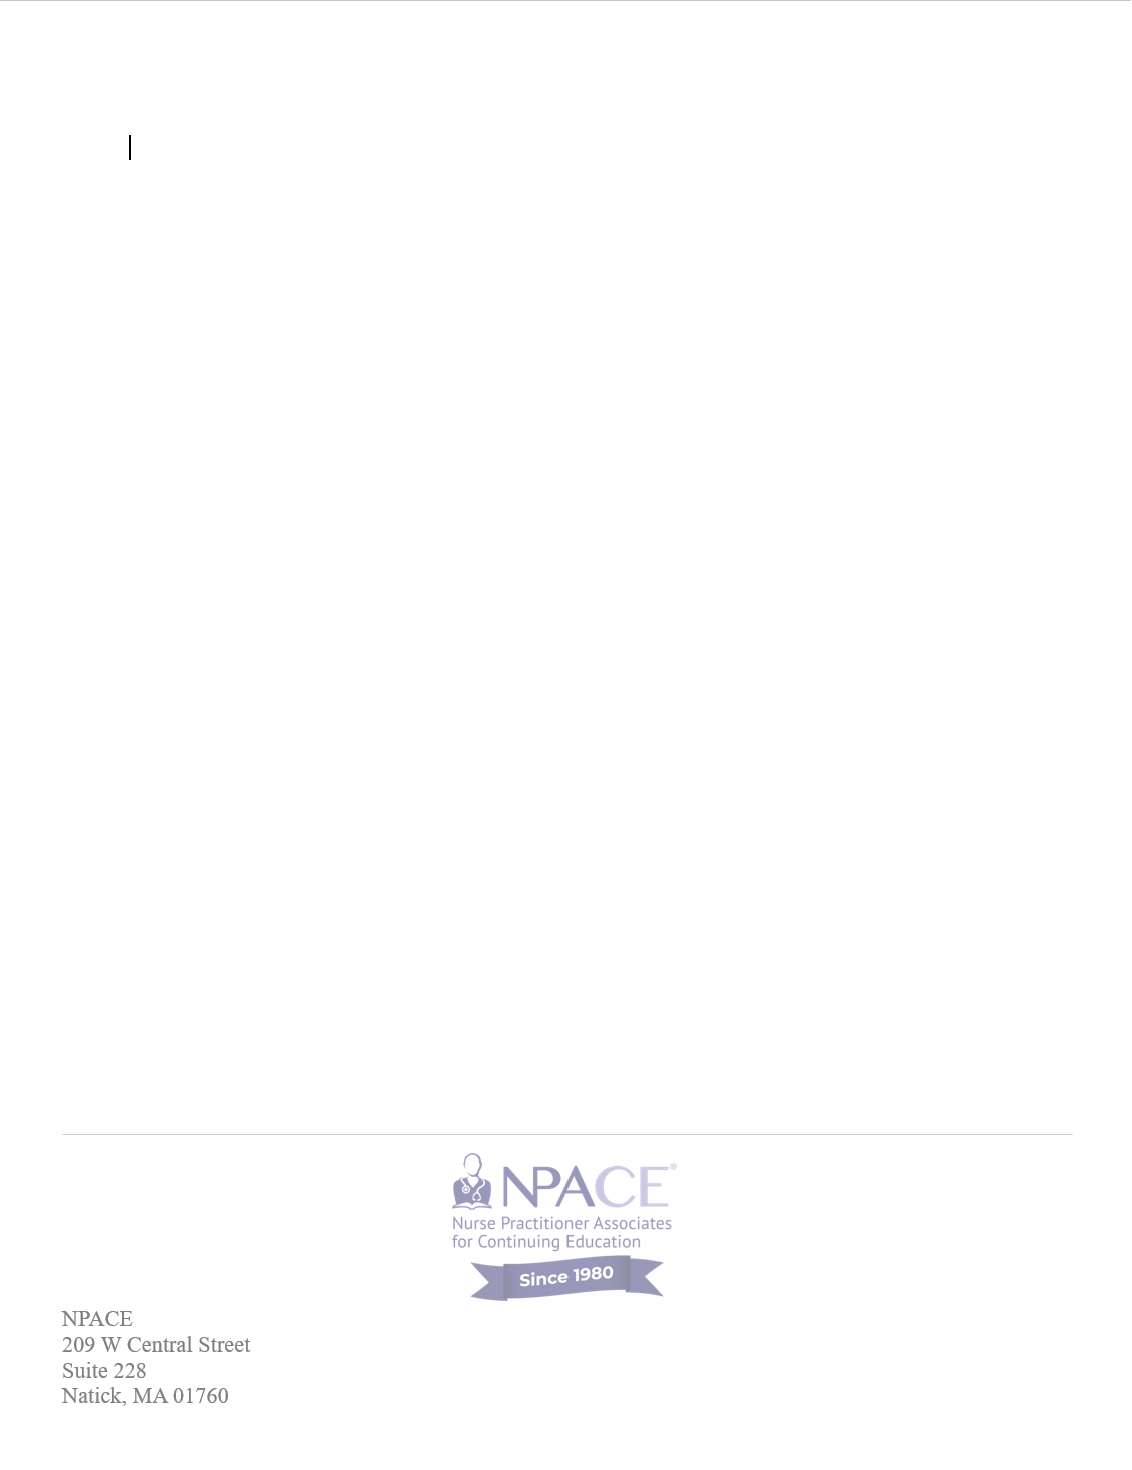 NPACE®
Nurse Practitioner Associates
for Continuing Education
Since 1980
NPACE
209 W Central Street
Suite 228
Natick, MA 01760